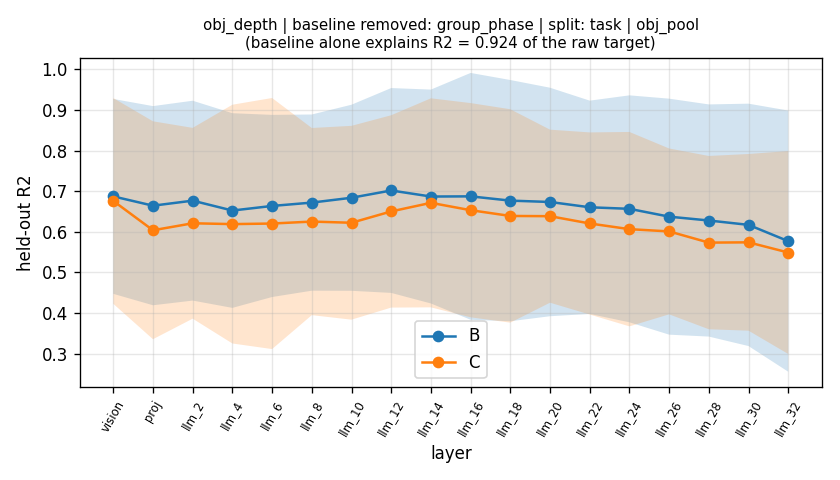 obj_depth | baseline removed: group_phase | split: task | obj_pool
(baseline alone explains R2 = 0.924 of the raw target)
1.0
0.9
0.8
0.7
0.6
0.5
0.4
0.3
held-out R2
B
C
vision
proj
llm_2
llm_4
llm_6
llm_8
llm_10
llm_12
llm_14
llm_16
llm_18
llm_20
llm_22
llm_24
llm_26
llm_28
llm_30
llm_32
layer